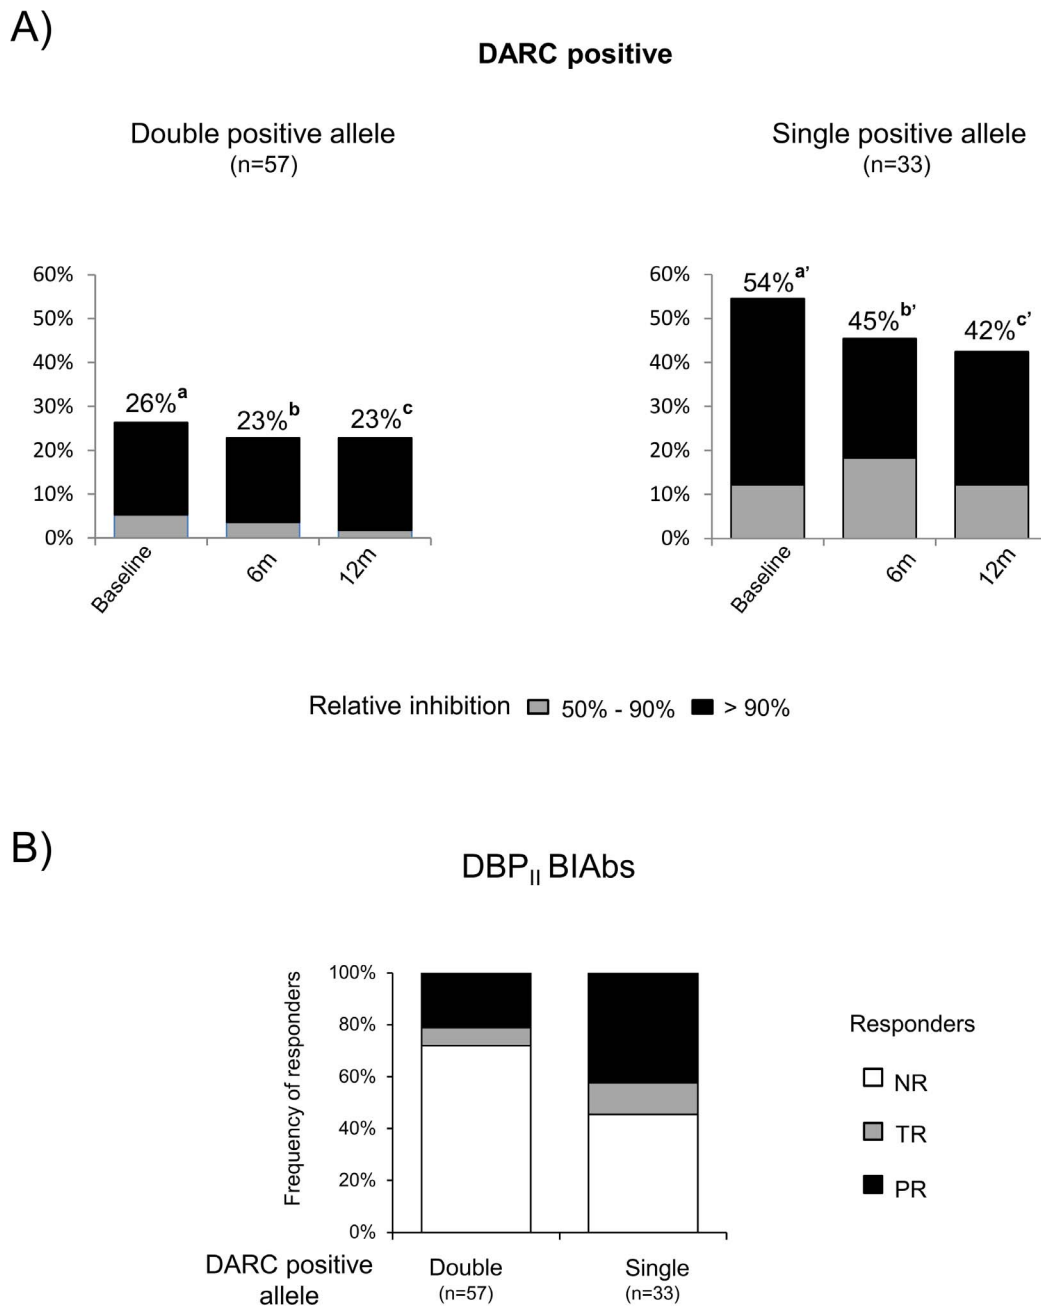 A)
DARC positive
Double positive allele
(n=57)
Single positive allele
(n=33)
60%
50%
40%
30%
20%
10%
0%
26%a
23%b
23%c
Baseline
6m
12m
60%
50%
40%
30%
20%
10%
0%
54%a’
45%b’
42%c’
Baseline
6m
12m
Relative inhibition 50% - 90% > 90%
B)
DBPII BIAbs
Frequency of responders
100%
80%
60%
40%
20%
0%
DARC positive
allele
Double
(n=57)
Single
(n=33)
Responders
NR
TR
PR